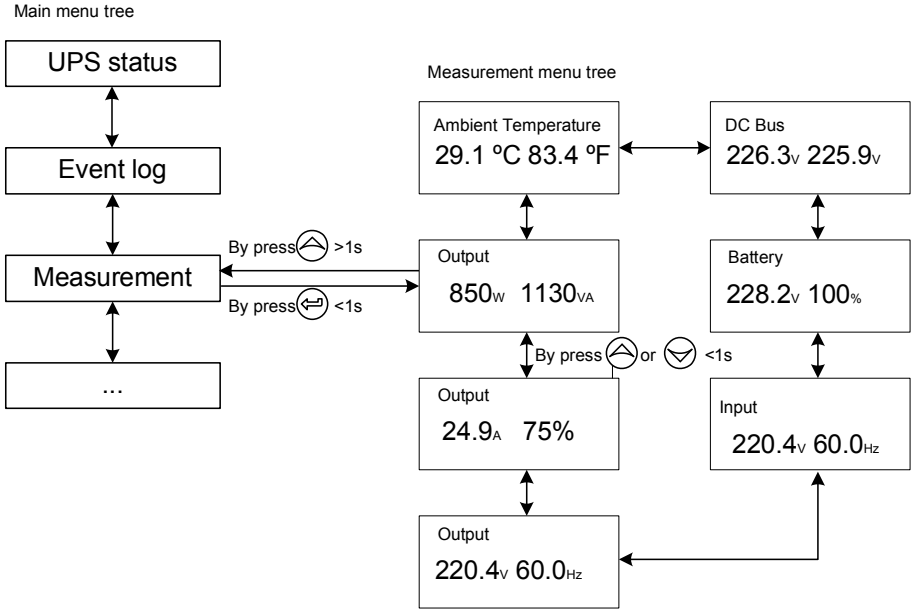 Main menu tree
UPS status
Event log
Measurement
...
By press >1s
By press <1s
Measurement menu tree
Ambient Temperature
29.1 ºC 83.4 ºF
Output
850W 1130VA
By press or <1s
Output
24.9A 75%
Output
220.4V 60.0Hz
DC Bus
226.3V 225.9V
Battery
228.2V 100%
Input
220.4V 60.0Hz